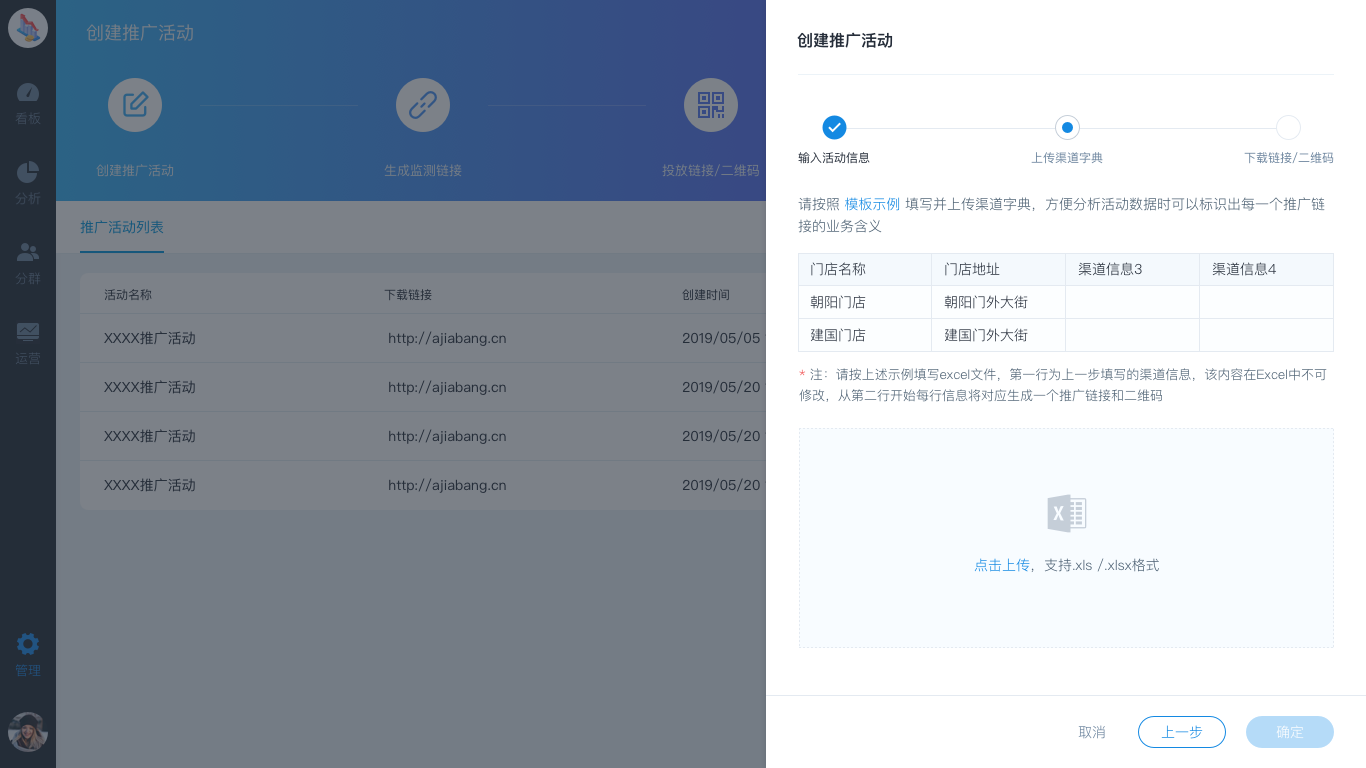 看板
分析
分群
运营
管理
创建推广活动
创建推广活动
生成监测链接
投放链接/二维码
推广活动列表
活动名称 下载链接 创建时间
XXXX推广活动 http://ajiabang.cn 2019/05/05
XXXX推广活动 http://ajiabang.cn 2019/05/20
XXXX推广活动 http://ajiabang.cn 2019/05/20
XXXX推广活动 http://ajiabang.cn 2019/05/20
创建推广活动
输入活动信息
上传渠道字典
下载链接/二维码
请按照 模板示例 填写并上传渠道字典，方便分析活动数据时可以标识出每一个推广链
接的业务含义
门店名称 门店地址 渠道信息3 渠道信息4
朝阳门店 朝阳门外大街
建国门店 建国门外大街
* 注：请按上述示例填写excel文件，第一行为上一步填写的渠道信息，该内容在Excel中不可
修改，从第二行开始每行信息将对应生成一个推广链接和二维码
X
点击上传，支持.xls /.xlsx格式
取消
上一步
确定